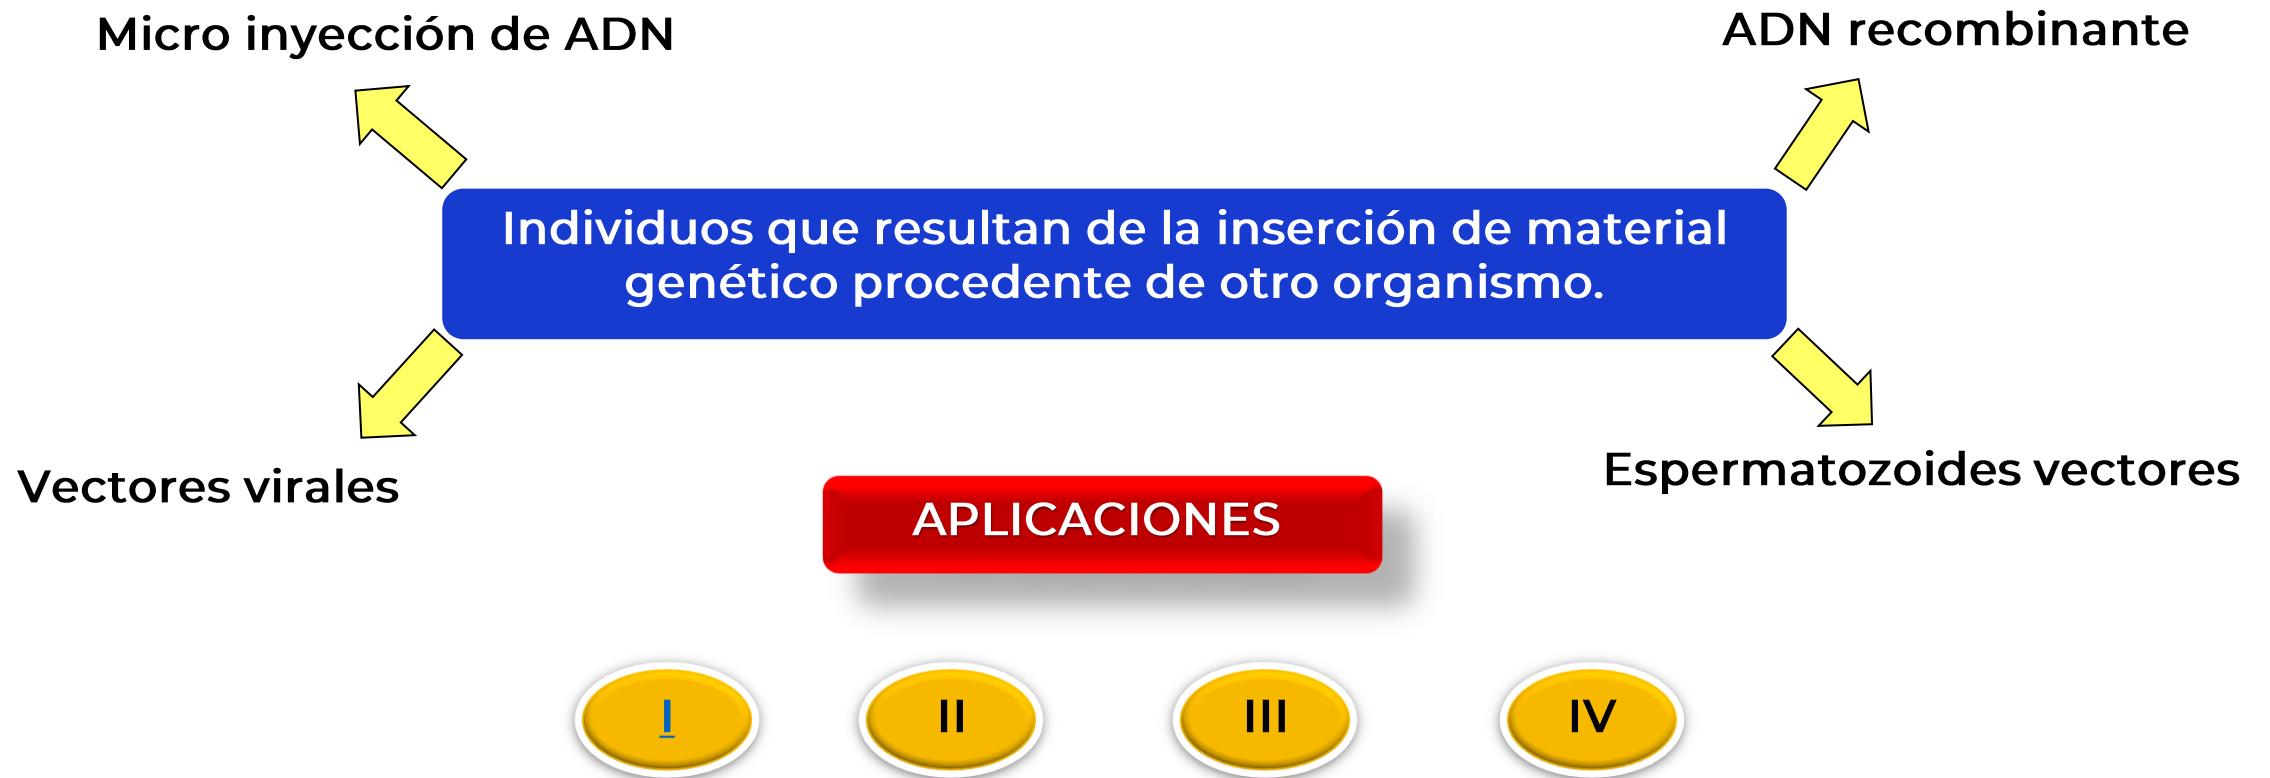 Micro inyección de ADN
ADN recombinante
Individuos que resultan de la inserción de material
genético procedente de otro organismo.
Vectores virales
Espermatozoides vectores
APLICACIONES
I
II
III
IV